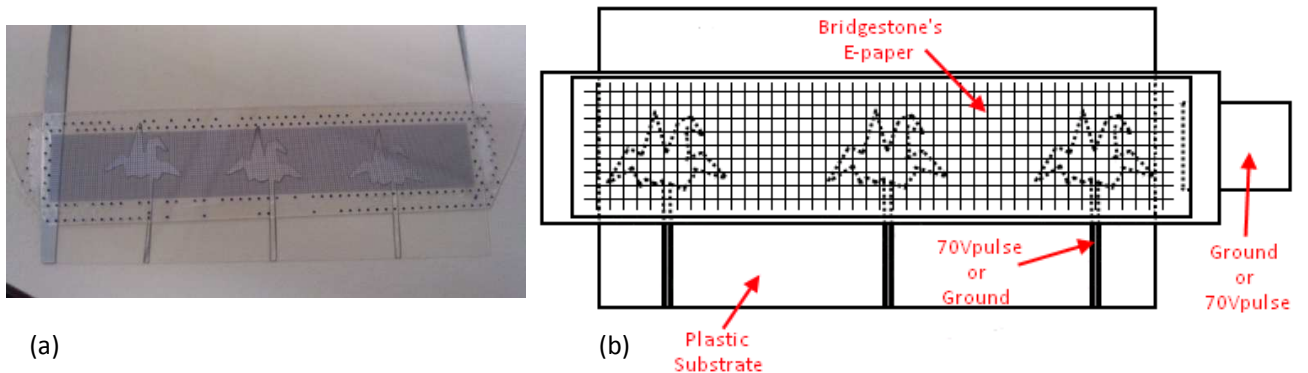 Bridgestone's
E-paper
70Vpulse
or
Ground
Ground
or
70Vpulse
Plastic
Substrate
(a)
(b)